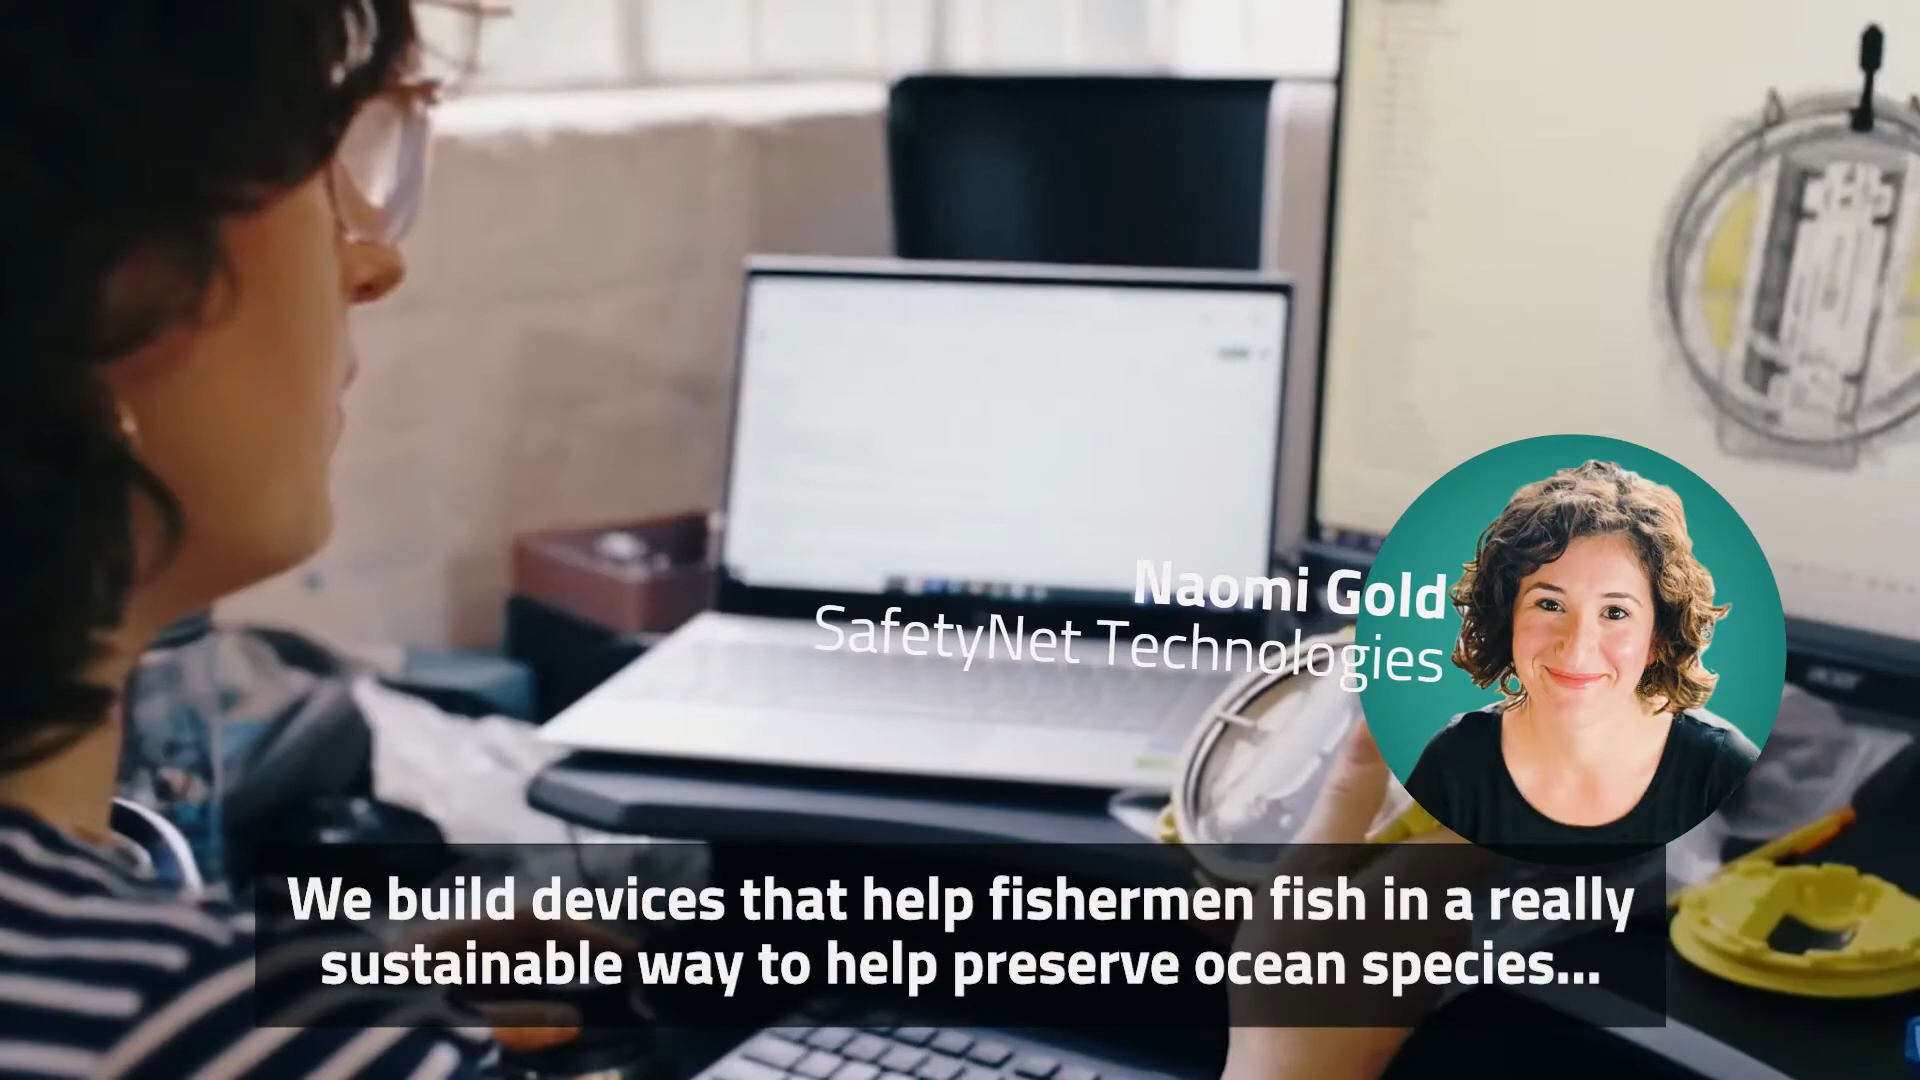 Naomi Gold
SafetyNet Technologies
We build devices that help fishermen fish in a really
sustainable way to help preserve ocean species...